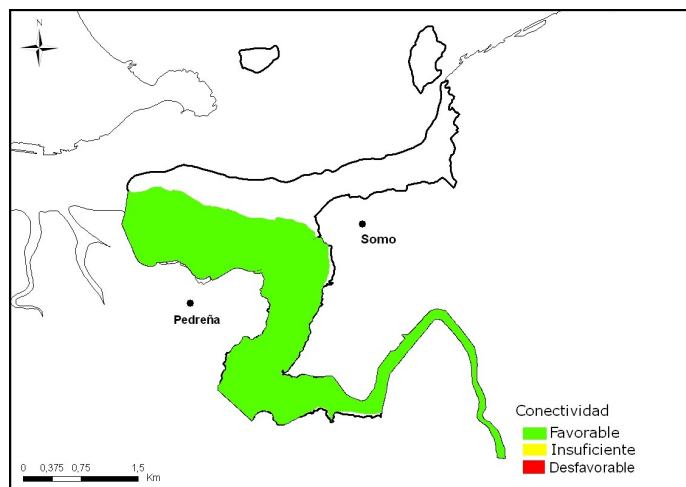 N
Somo
Pedreña
Conectividad
Favorable
Insuficiente
Desfavorable
0 0,375 0,75 1,5
Km